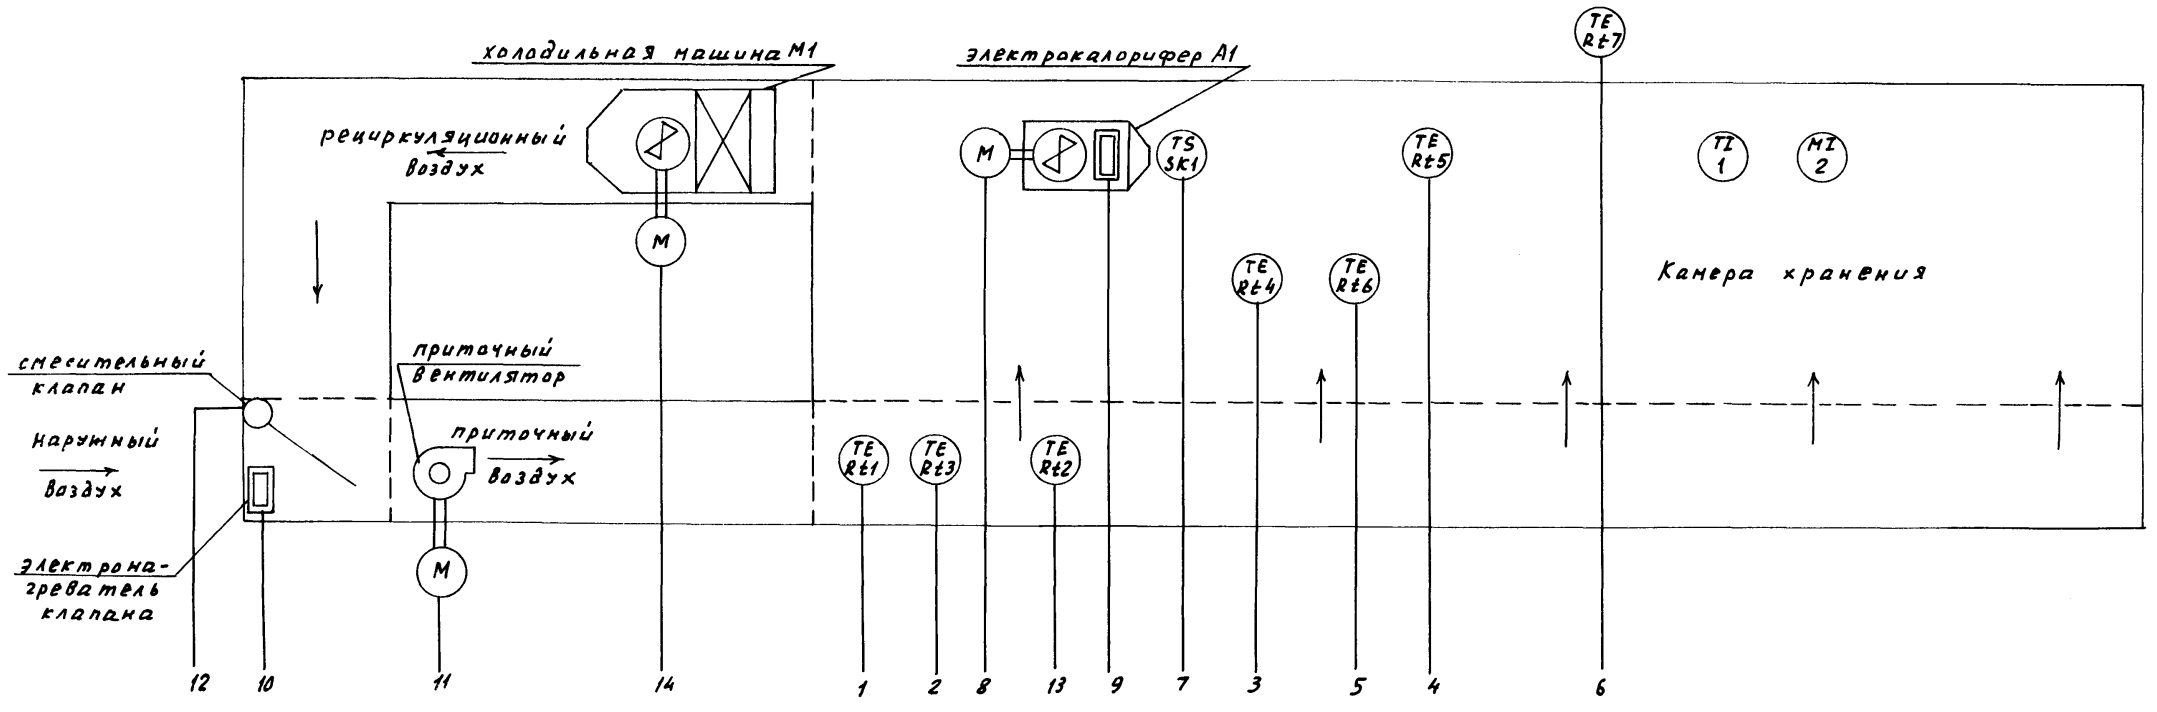 TE
Rt7
холодильная машина М1
электрокалорифер А1
рециркуляционный
воздух
M
TS
SK1
TE
Rt5
TI
1
MI
2
M
TE
Rt4
TE
Rt6
Камера хранения
смесительный
клапан
приточный
вентилятор
наружный
воздух
приточный
воздух
TE
Rt1
TE
Rt3
TE
Rt2
электрона-
греватель
клапана
M
12 10 11 14 1 2 8 13 9 7 3 5 4 6